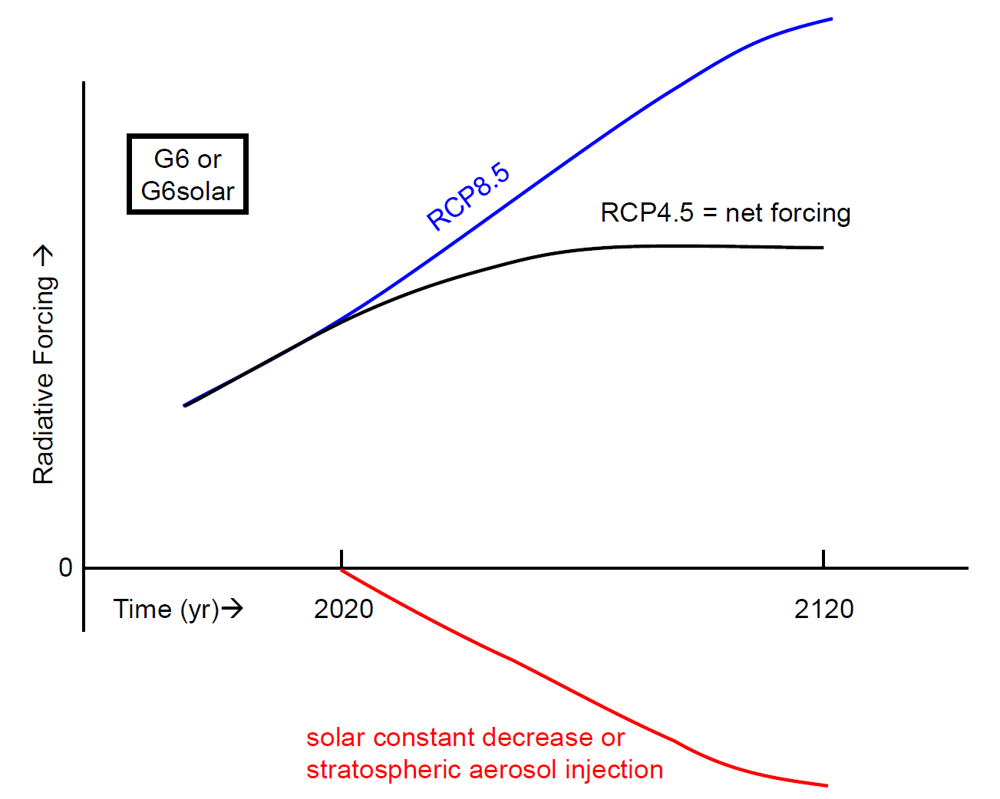 G6 or
G6solar
RCP8.5
RCP4.5 = net forcing
Radiative Forcing →
0
Time (yr)→
2020
2120
solar constant decrease or
stratospheric aerosol injection